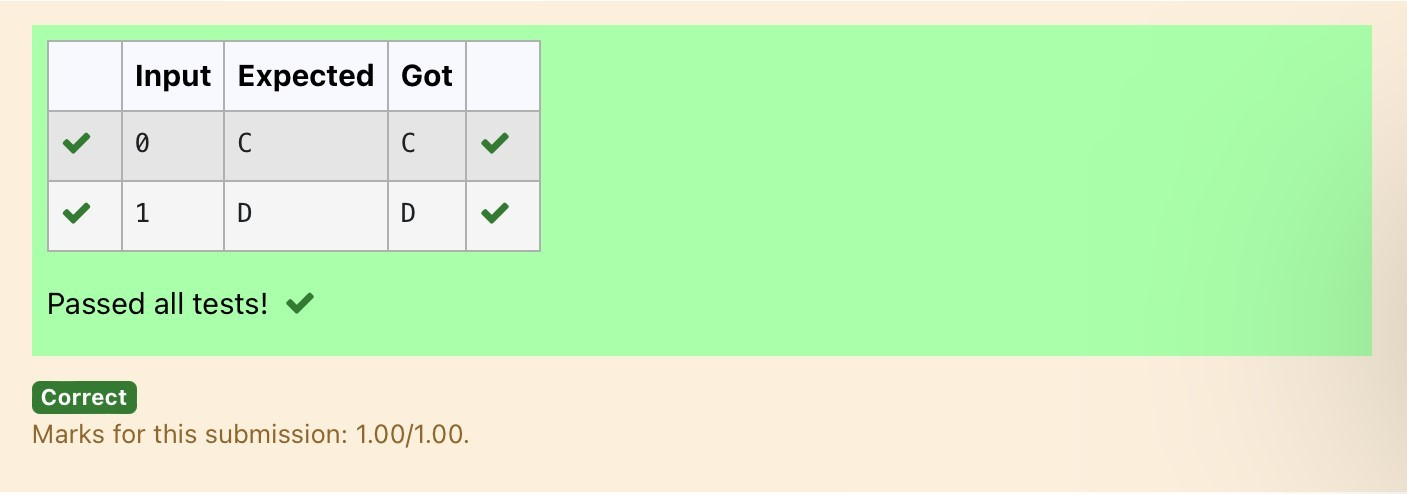 Input Expected Got
0 C C
1 D D
Passed all tests!
Correct
Marks for this submission: 1.00/1.00.